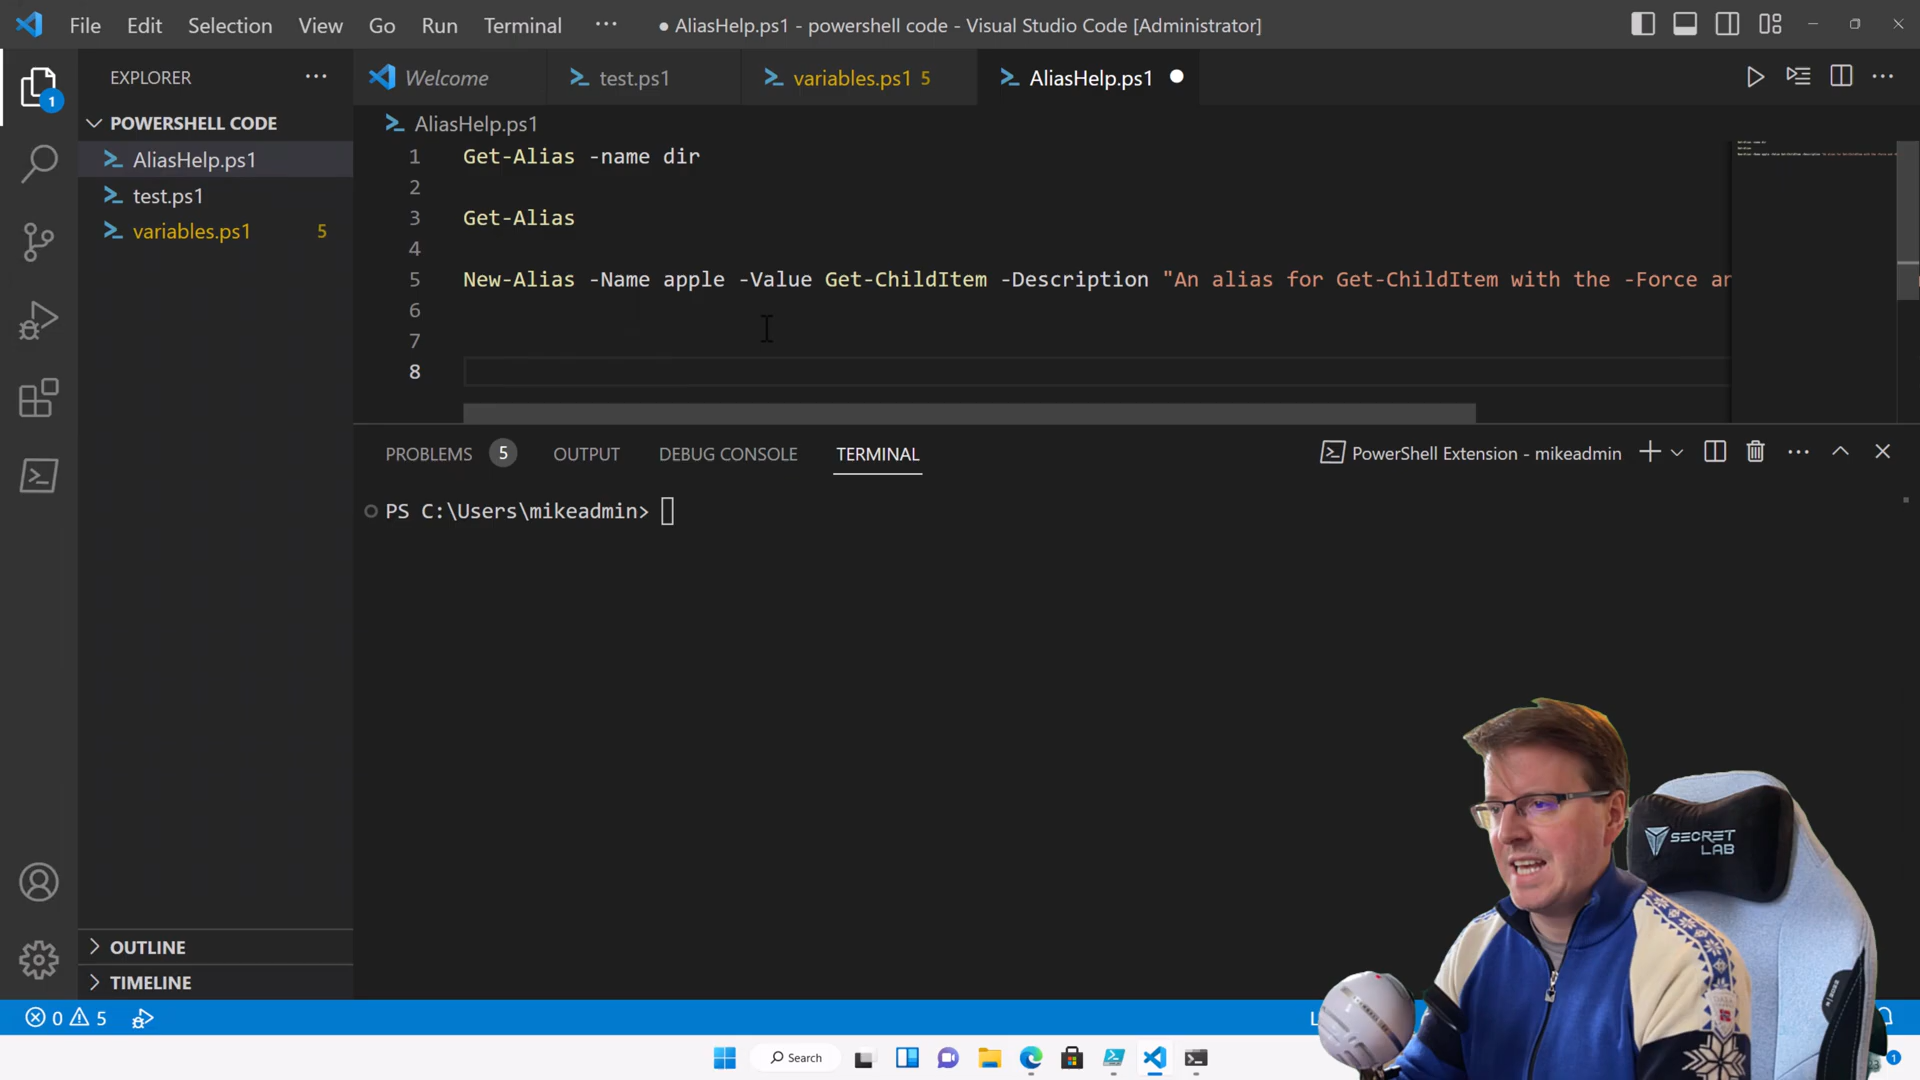 File Edit Selection View Go Run Terminal ··· ● AliasHelp.ps1 - powershell code - Visual Studio Code [Administrator]
EXPLORER ···
Welcome test.ps1 variables.ps1 5 AliasHelp.ps1 ●
1
POWERSHELL CODE
AliasHelp.ps1
test.ps1
variables.ps1 5
OUTLINE
TIMELINE
AliasHelp.ps1
1 Get-Alias -name dir
2
3 Get-Alias
4
5 New-Alias -Name apple -Value Get-ChildItem -Description "An alias for Get-ChildItem with the -Force an
6
7
8
PROBLEMS 5 OUTPUT DEBUG CONSOLE TERMINAL PowerShell Extension - mikeadmin
PS C:\Users\mikeadmin>
SECRET
LAB
0 5
Search
1